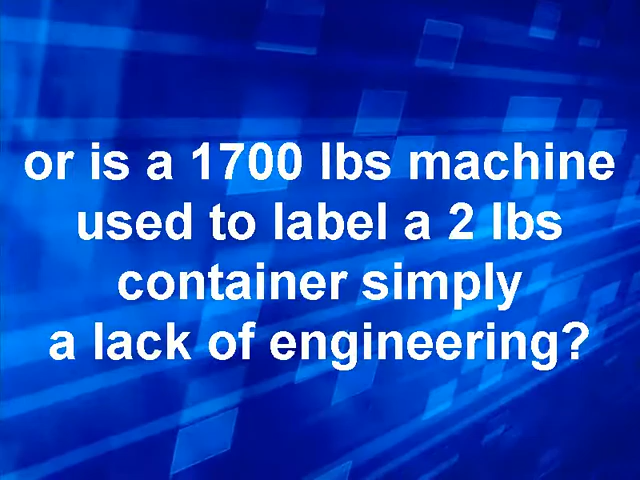 or is a 1700 lbs machine
used to label a 2 lbs
container simply
a lack of engineering?